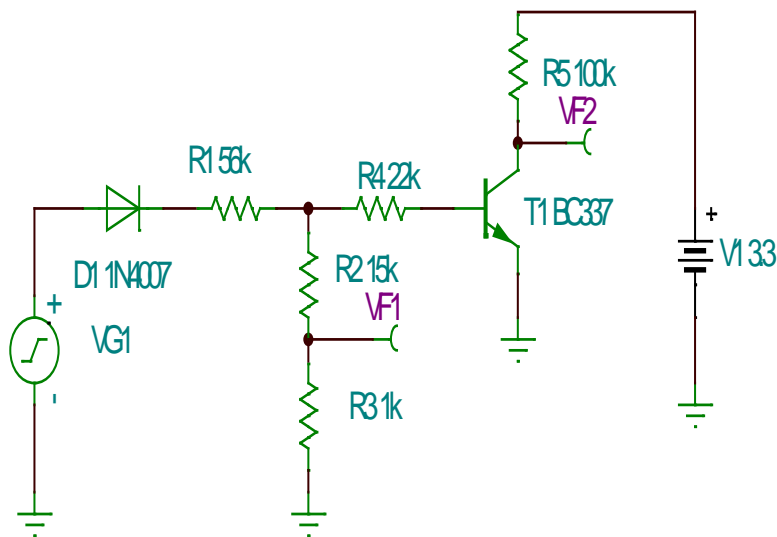 R5 100k
VF2
R1 56k
R4 22k
T1 BC337
+
V1 3.3
D1 1N4007
R2 15k
VF1
+
VG1
-
R3 1k